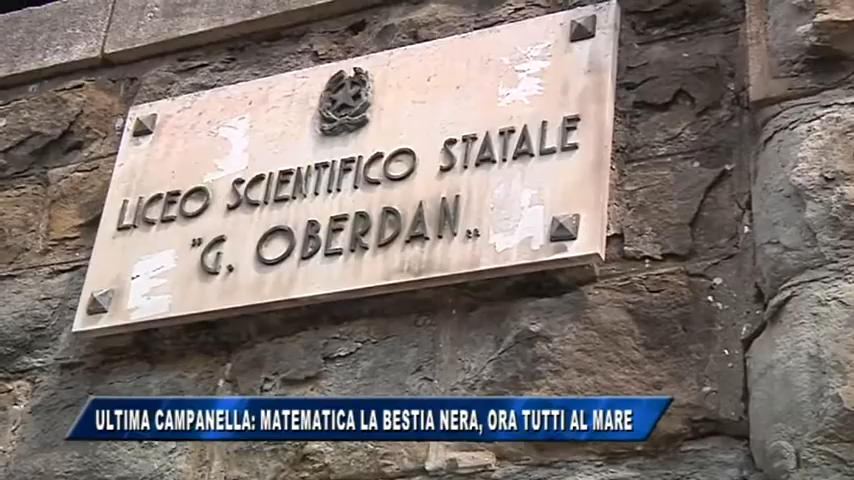 LICEO SCIENTIFICO STATALE
"G. OBERDAN"
ULTIMA CAMPANELLA: MATEMATICA LA BESTIA NERA, ORA TUTTI AL MARE